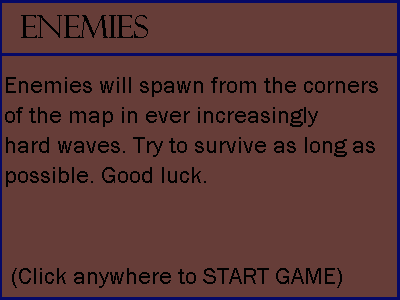 ENEMIES
Enemies will spawn from the corners
of the map in ever increasingly
hard waves. Try to survive as long as
possible. Good luck.
(Click anywhere to START GAME)